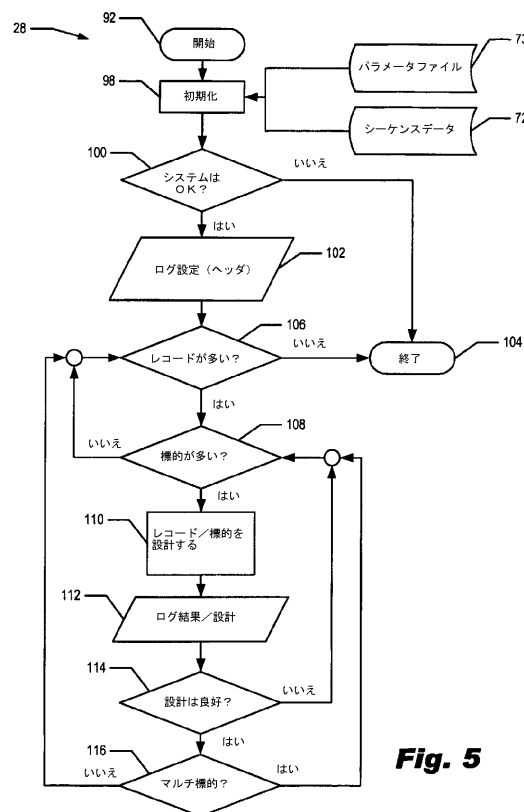 28
92
開始
73
パラメータファイル
98
初期化
シーケンスデータ
72
100
システムは
OK?
いいえ
はい
ログ設定(ヘッダ)
102
106
レコードが多い?
いいえ
終了
104
はい
108
いいえ
標的が多い?
はい
110
レコード/標的を
設計する
112
ログ結果/設計
114
設計は良好?
いいえ
はい
116
いいえ
マルチ標的?
はい
Fig. 5